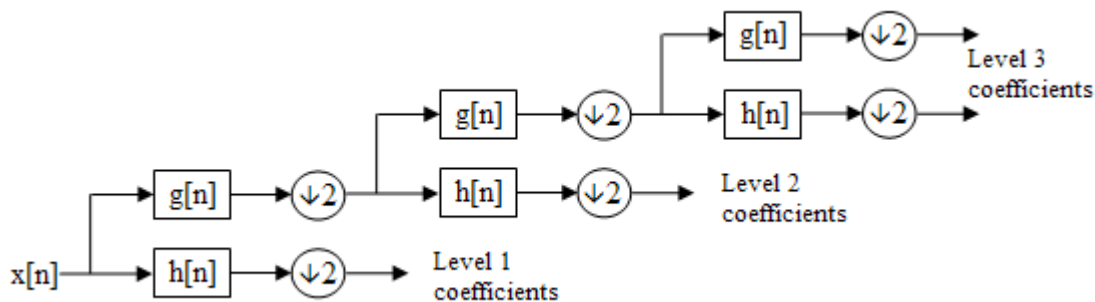 g[n] ↓2
Level 3
coefficients
g[n] ↓2 h[n] ↓2
g[n] ↓2 h[n] ↓2 Level 2
coefficients
x[n] h[n] ↓2 Level 1
coefficients